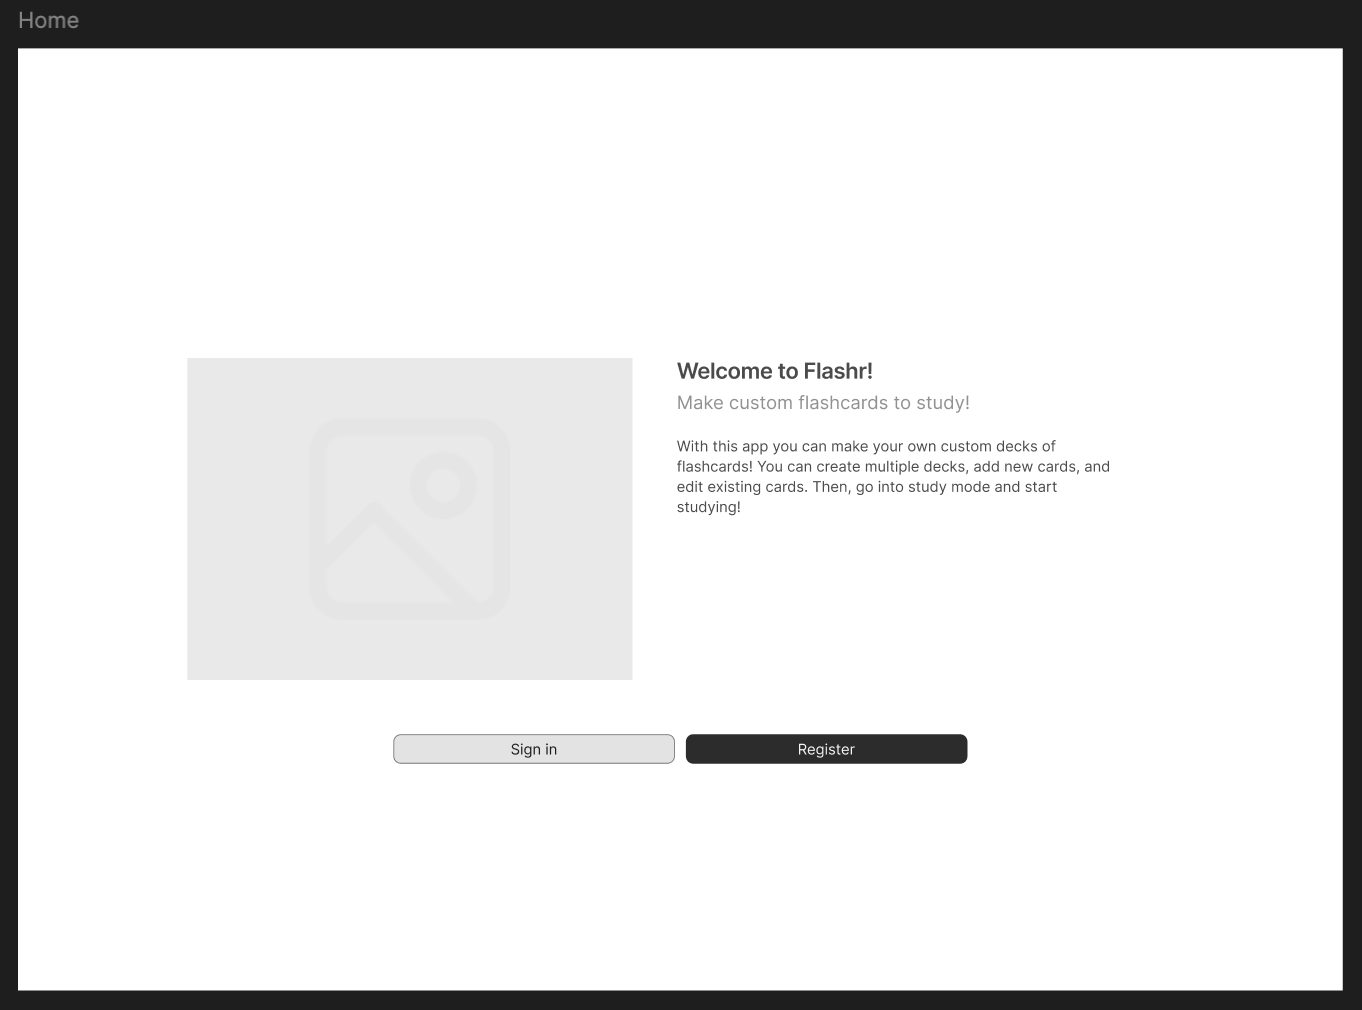 Home
Welcome to Flashr!
Make custom flashcards to study!
With this app you can make your own custom decks of
flashcards! You can create multiple decks, add new cards, and
edit existing cards. Then, go into study mode and start
studying!
Sign in
Register